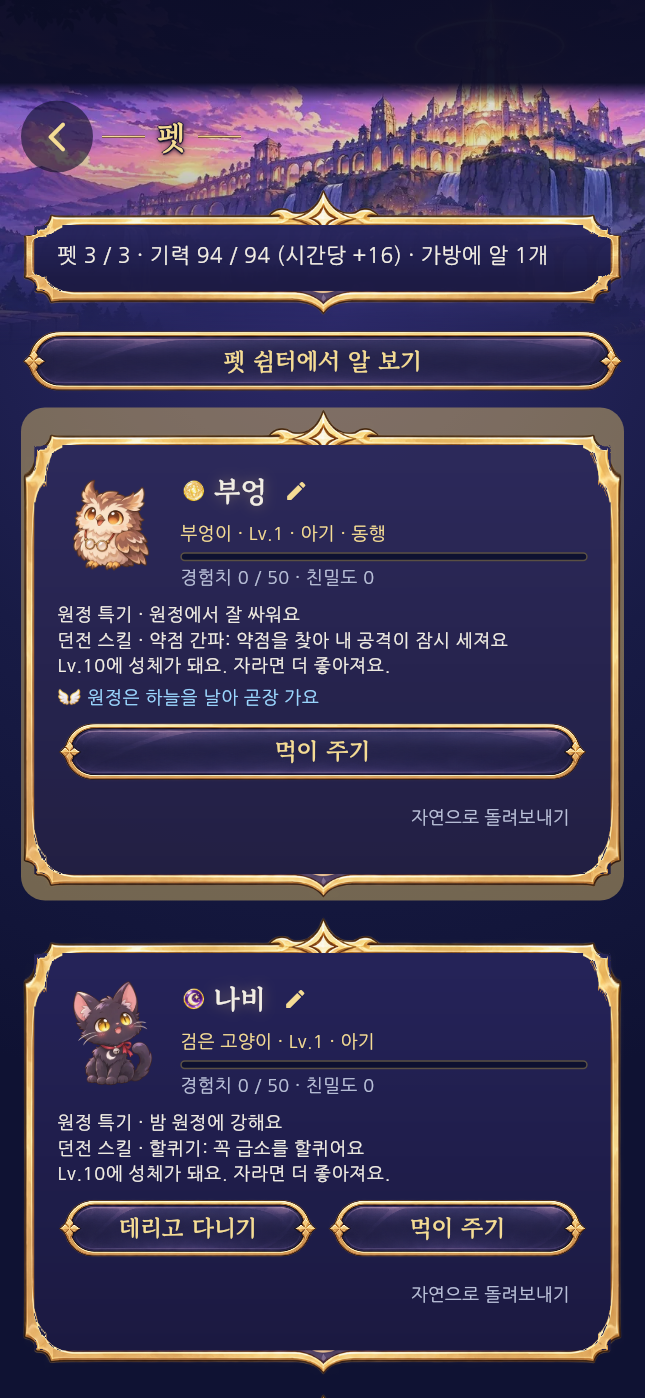 펫
펫 3 / 3 · 기력 94 / 94 (시간당 +16) · 가방에 알 1개
펫 쉼터에서 알 보기
부엉
부엉이 · Lv.1 · 아기 · 동행
경험치 0 / 50 · 친밀도 0
원정 특기 · 원정에서 잘 싸워요
던전 스킬 · 약점 간파: 약점을 찾아 내 공격이 잠시 세져요
Lv.10에 성체가 돼요. 자라면 더 좋아져요.
원정은 하늘을 날아 곧장 가요
먹이 주기
자연으로 돌려보내기
나비
검은 고양이 · Lv.1 · 아기
경험치 0 / 50 · 친밀도 0
원정 특기 · 밤 원정에 강해요
던전 스킬 · 할퀴기: 꼭 급소를 할퀴어요
Lv.10에 성체가 돼요. 자라면 더 좋아져요.
데리고 다니기
먹이 주기
자연으로 돌려보내기